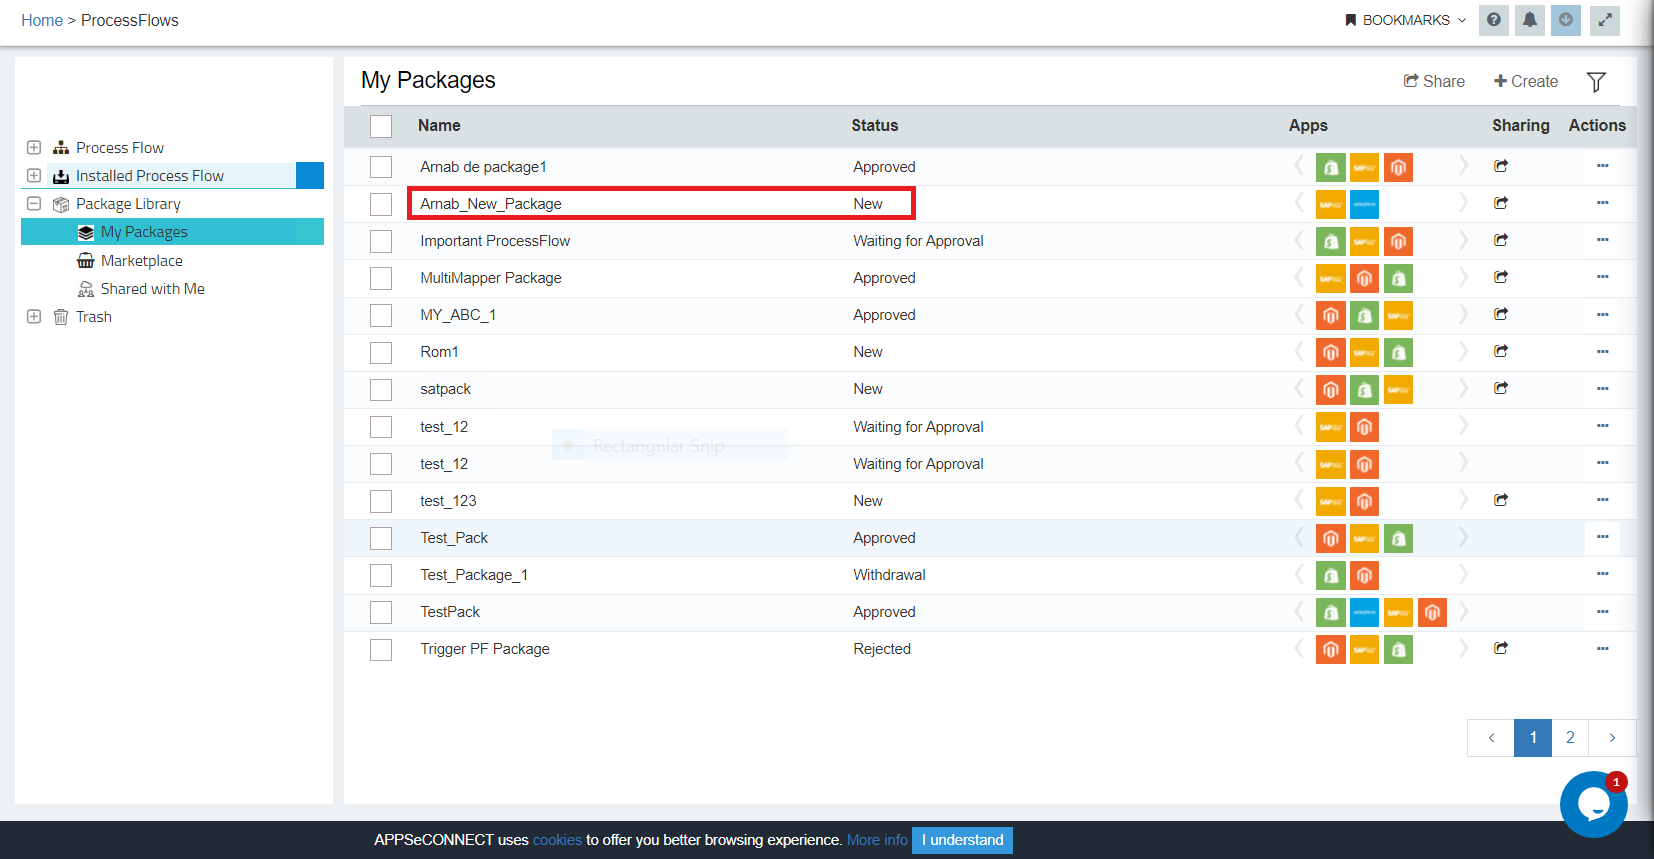 Home > ProcessFlows
BOOKMARKS
My Packages
Share
Create
Process Flow
Installed Process Flow
Package Library
My Packages
Marketplace
Shared with Me
Trash
Name Status Apps Sharing Actions
Arnab de package1 Approved
Arnab_New_Package New
Important ProcessFlow Waiting for Approval
MultiMapper Package Approved
MY_ABC_1 Approved
Rom1 New
satpack New
test_12 Waiting for Approval
Rectangular Snip
test_12 Waiting for Approval
test_123 New
Test_Pack Approved
Test_Package_1 Withdrawal
TestPack Approved
Trigger PF Package Rejected
< 1 2 >
1
APPSeCONNECT uses cookies to offer you better browsing experience. More info I understand